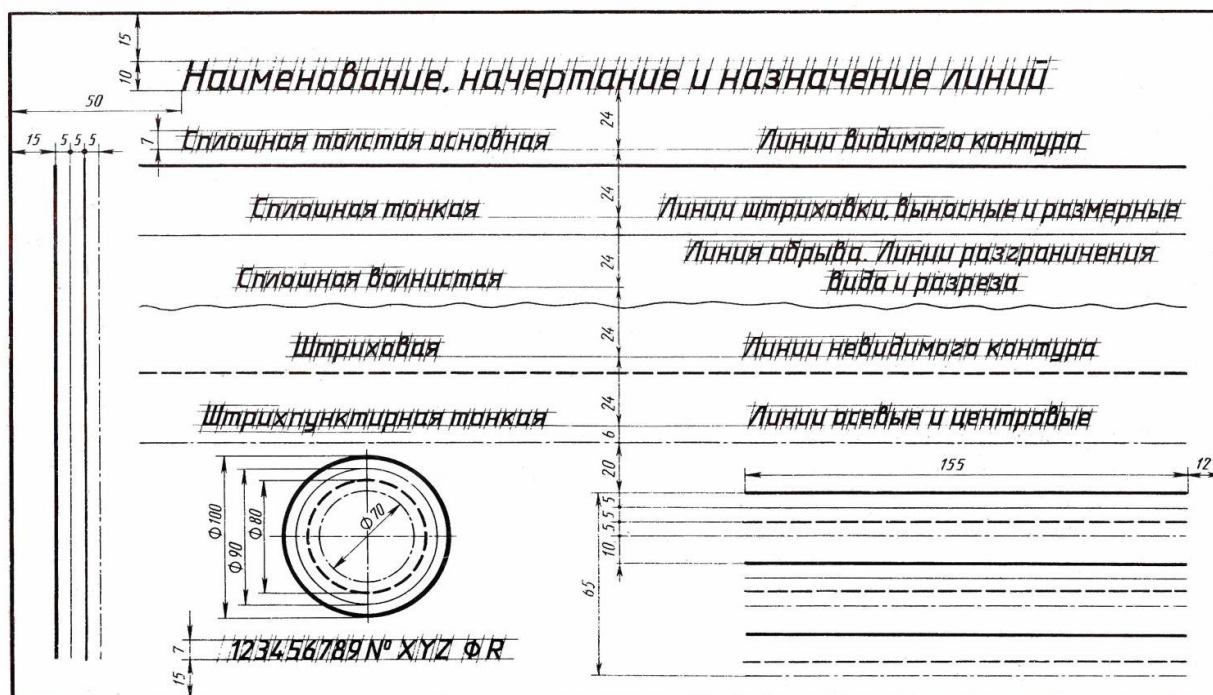 15
10
Наименование, начертание и назначение линий
50
24
15 5 5 5
7
Сплошная толстая основная
Линии видимого контура
24
Сплошная тонкая
Линии штриховки, выносные и размерные
24
Линия обрыва. Линии разграничения
Сплошная волнистая
вида и разреза
24
Штриховая
Линии невидимого контура
24
Штрихпунктирная тонкая
Линии осевые и центровые
6
20
155
12
Ф100
Ф90
Ф80
Ф70
5
5
5
10
65
7
123456789 № XYZ Ф R
15